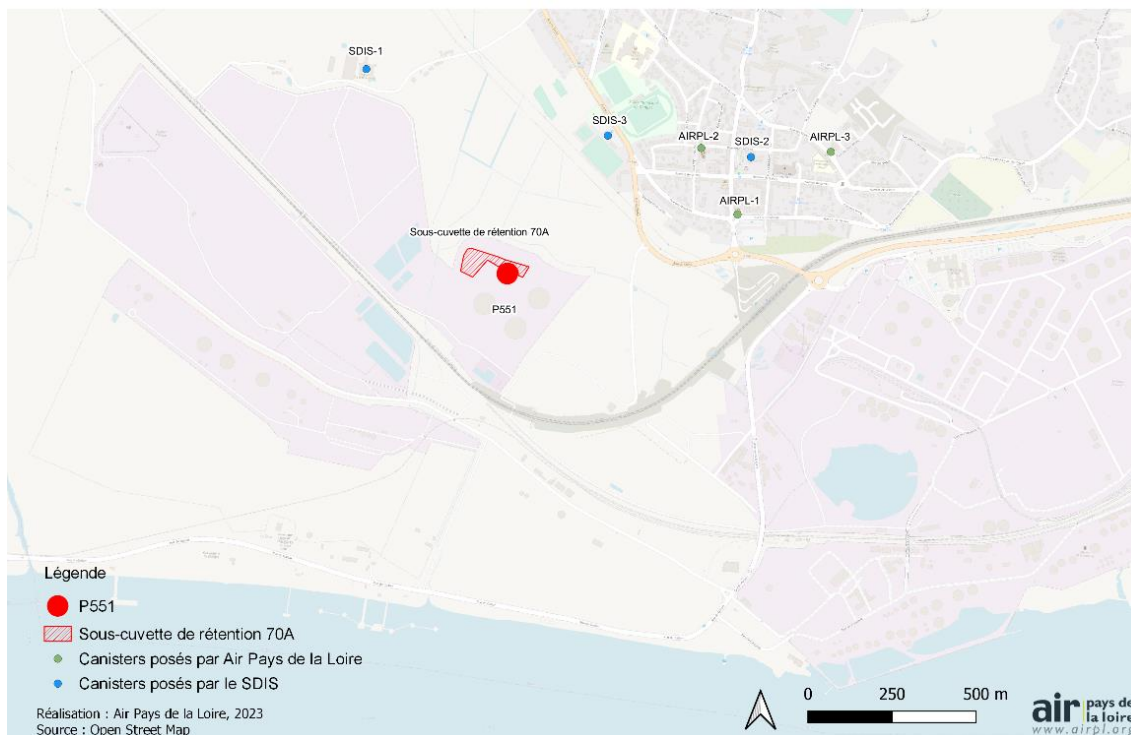 SDIS-1
SDIS-3
AIRPL-2
SDIS-2
AIRPL-3
AIRPL-1
Sous-cuvette de rétention 70A
P551
Légende
P551
Sous-cuvette de rétention 70A
Canisters posés par Air Pays de la Loire
Canisters posés par le SDIS
Réalisation : Air Pays de la Loire, 2023
Source : Open Street Map
0 250 500 m
air pays de
la loire
www.airpl.org